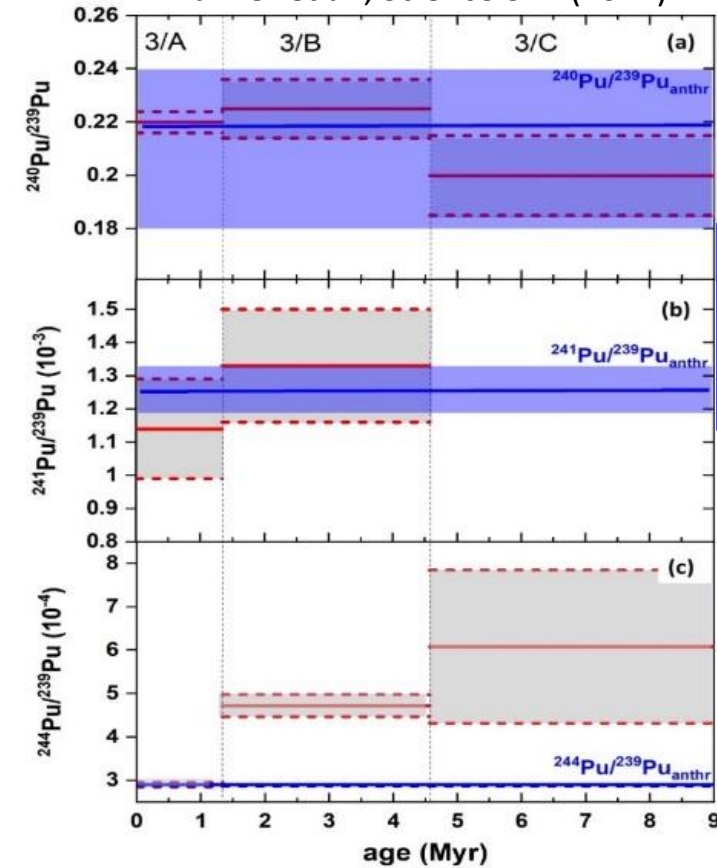 0.26
3/A 3/B 3/C (a)
0.24
²⁴⁰Pu/²³⁹Pu_anthr
0.22
0.2
0.18
²⁴⁰Pu/²³⁹Pu
(b)
1.5
1.4
1.3
²⁴¹Pu/²³⁹Pu_anthr
1.2
1.1
1
0.9
0.8
²⁴¹Pu/²³⁹Pu (10⁻³)
(c)
8
7
6
5
4
3
²⁴⁴Pu/²³⁹Pu_anthr
²⁴⁴Pu/²³⁹Pu (10⁻⁴)
0 1 2 3 4 5 6 7 8 9
age (Myr)